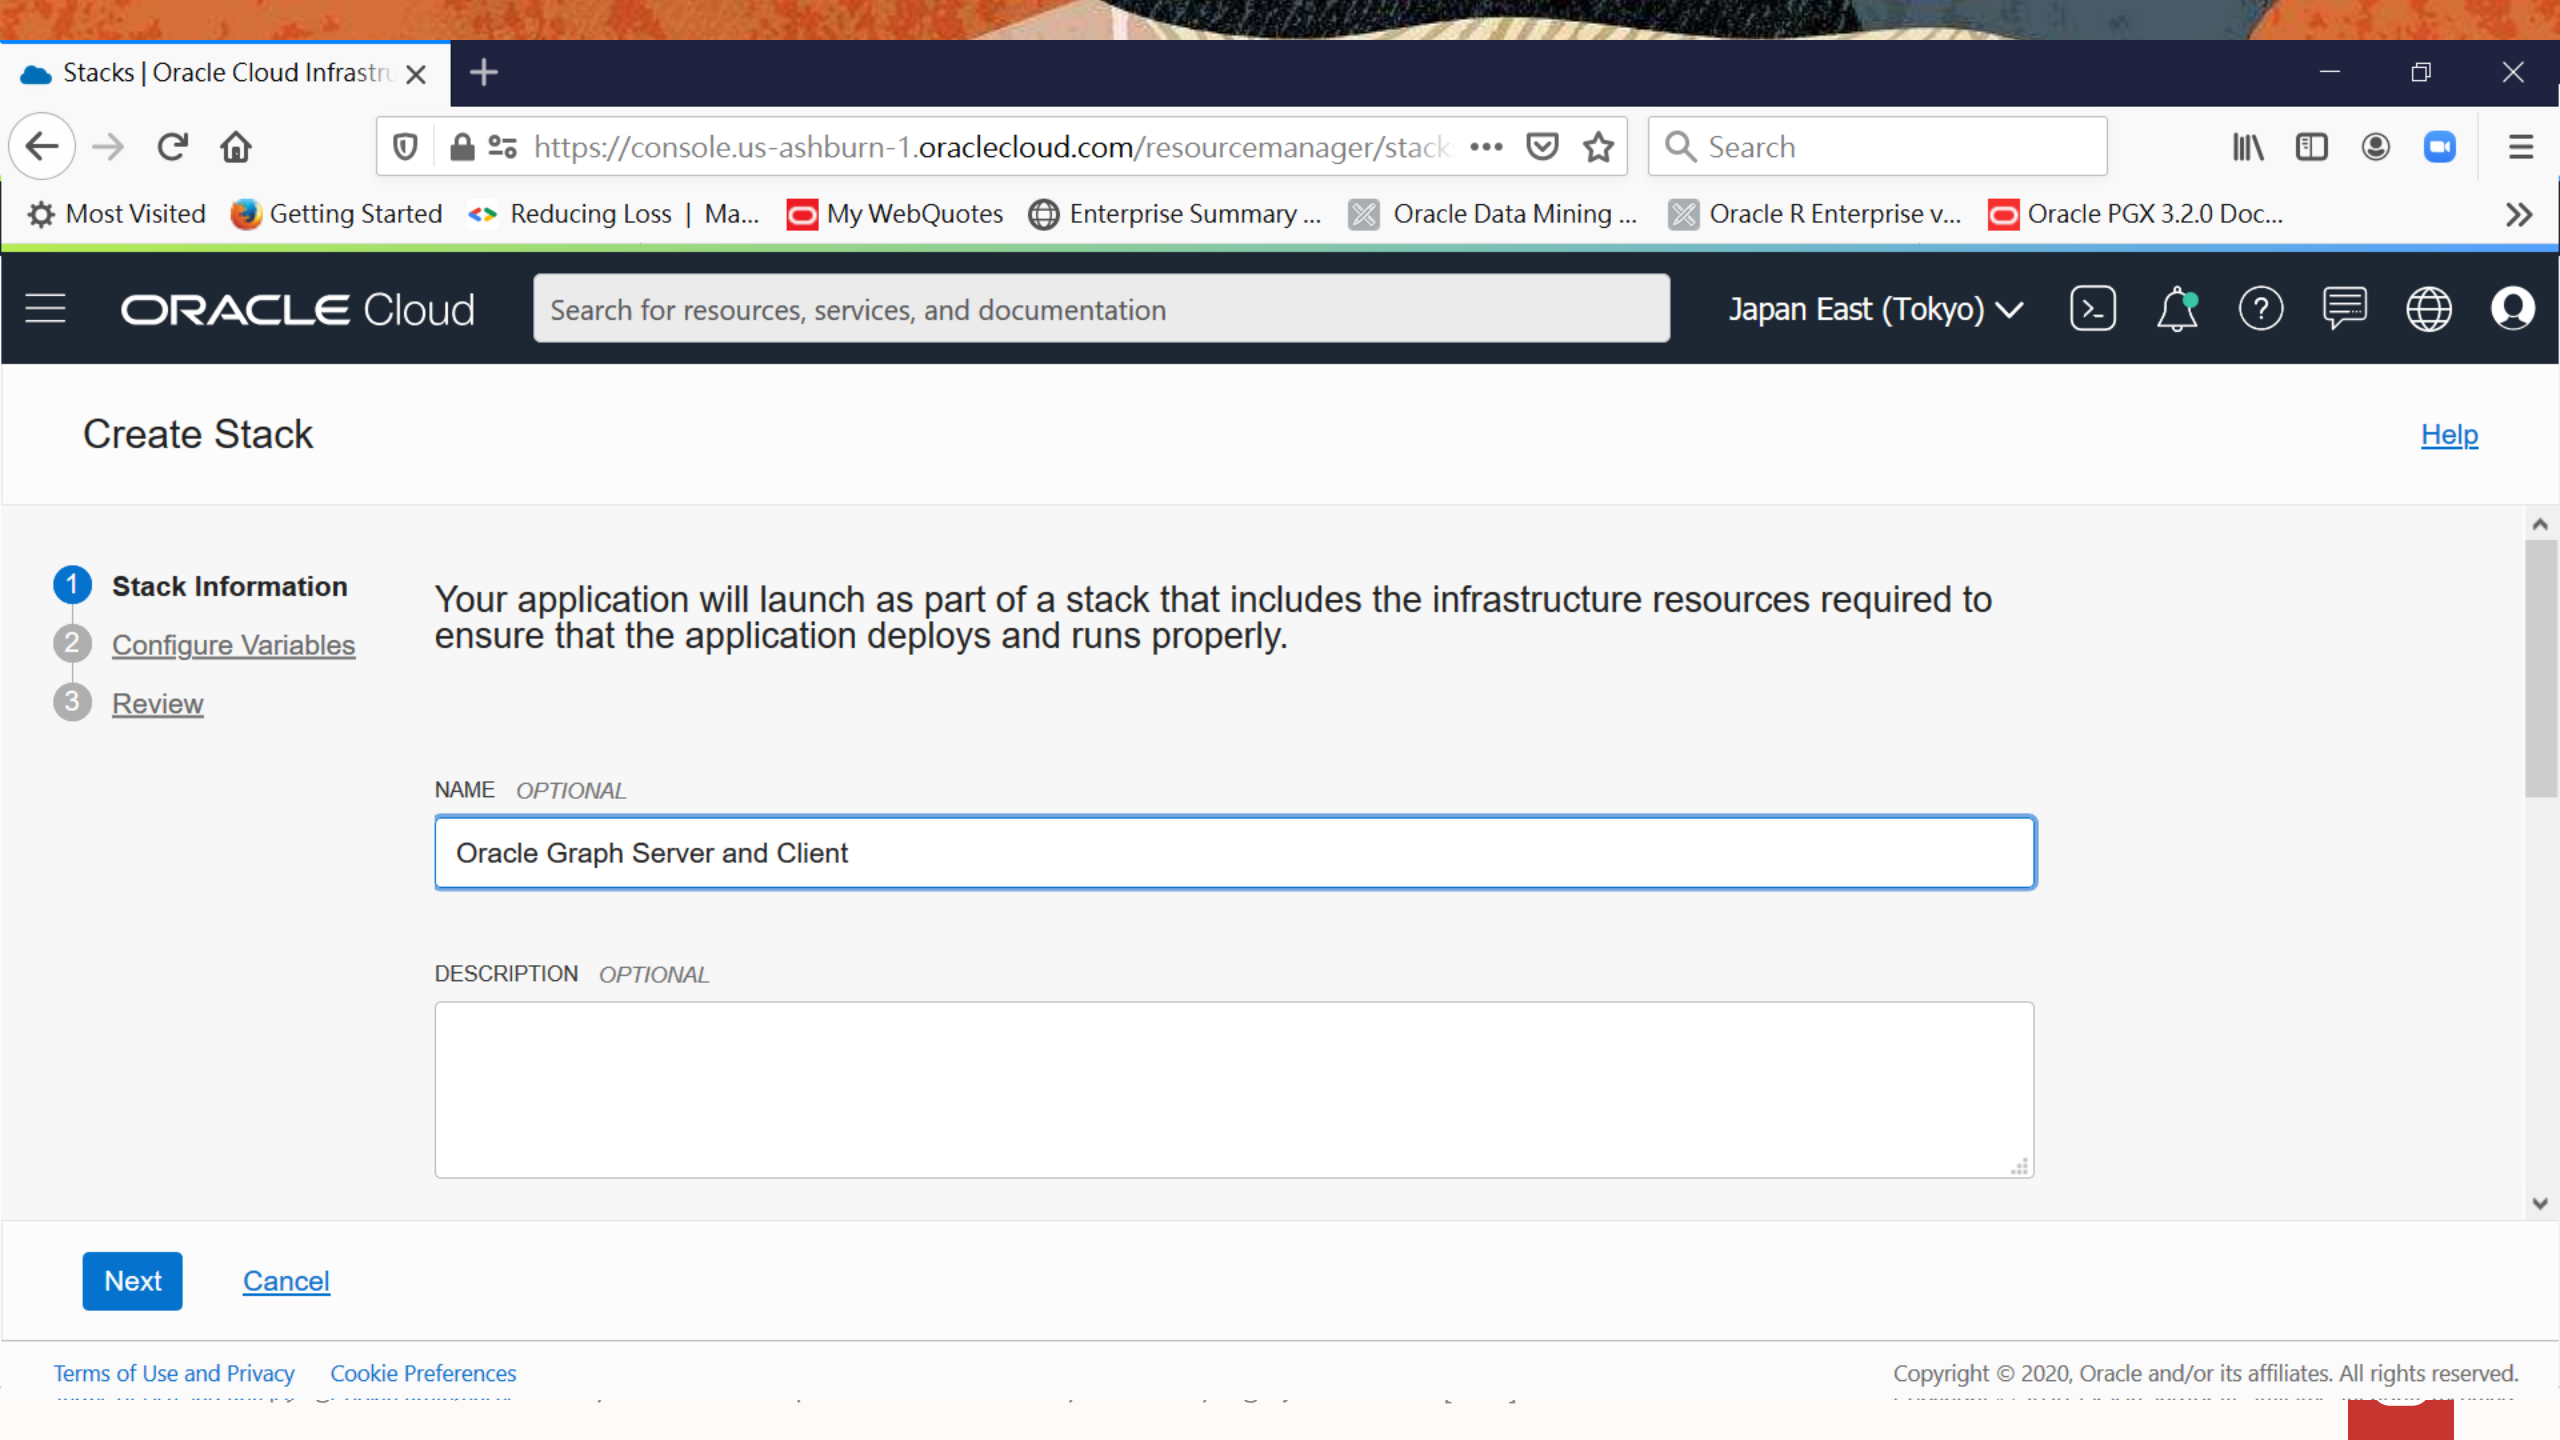 Stacks | Oracle Cloud Infrastru
https://console.us-ashburn-1.oraclecloud.com/resourcemanager/stack
Search
Most Visited
Getting Started
Reducing Loss | Ma...
My WebQuotes
Enterprise Summary ...
Oracle Data Mining ...
Oracle R Enterprise v...
Oracle PGX 3.2.0 Doc...
ORACLE Cloud
Search for resources, services, and documentation
Japan East (Tokyo)
Create Stack
Help
1 Stack Information
2 Configure Variables
3 Review
Your application will launch as part of a stack that includes the infrastructure resources required to
ensure that the application deploys and runs properly.
NAME OPTIONAL
Oracle Graph Server and Client
DESCRIPTION OPTIONAL
Next
Cancel
Terms of Use and Privacy
Cookie Preferences
Copyright © 2020, Oracle and/or its affiliates. All rights reserved.